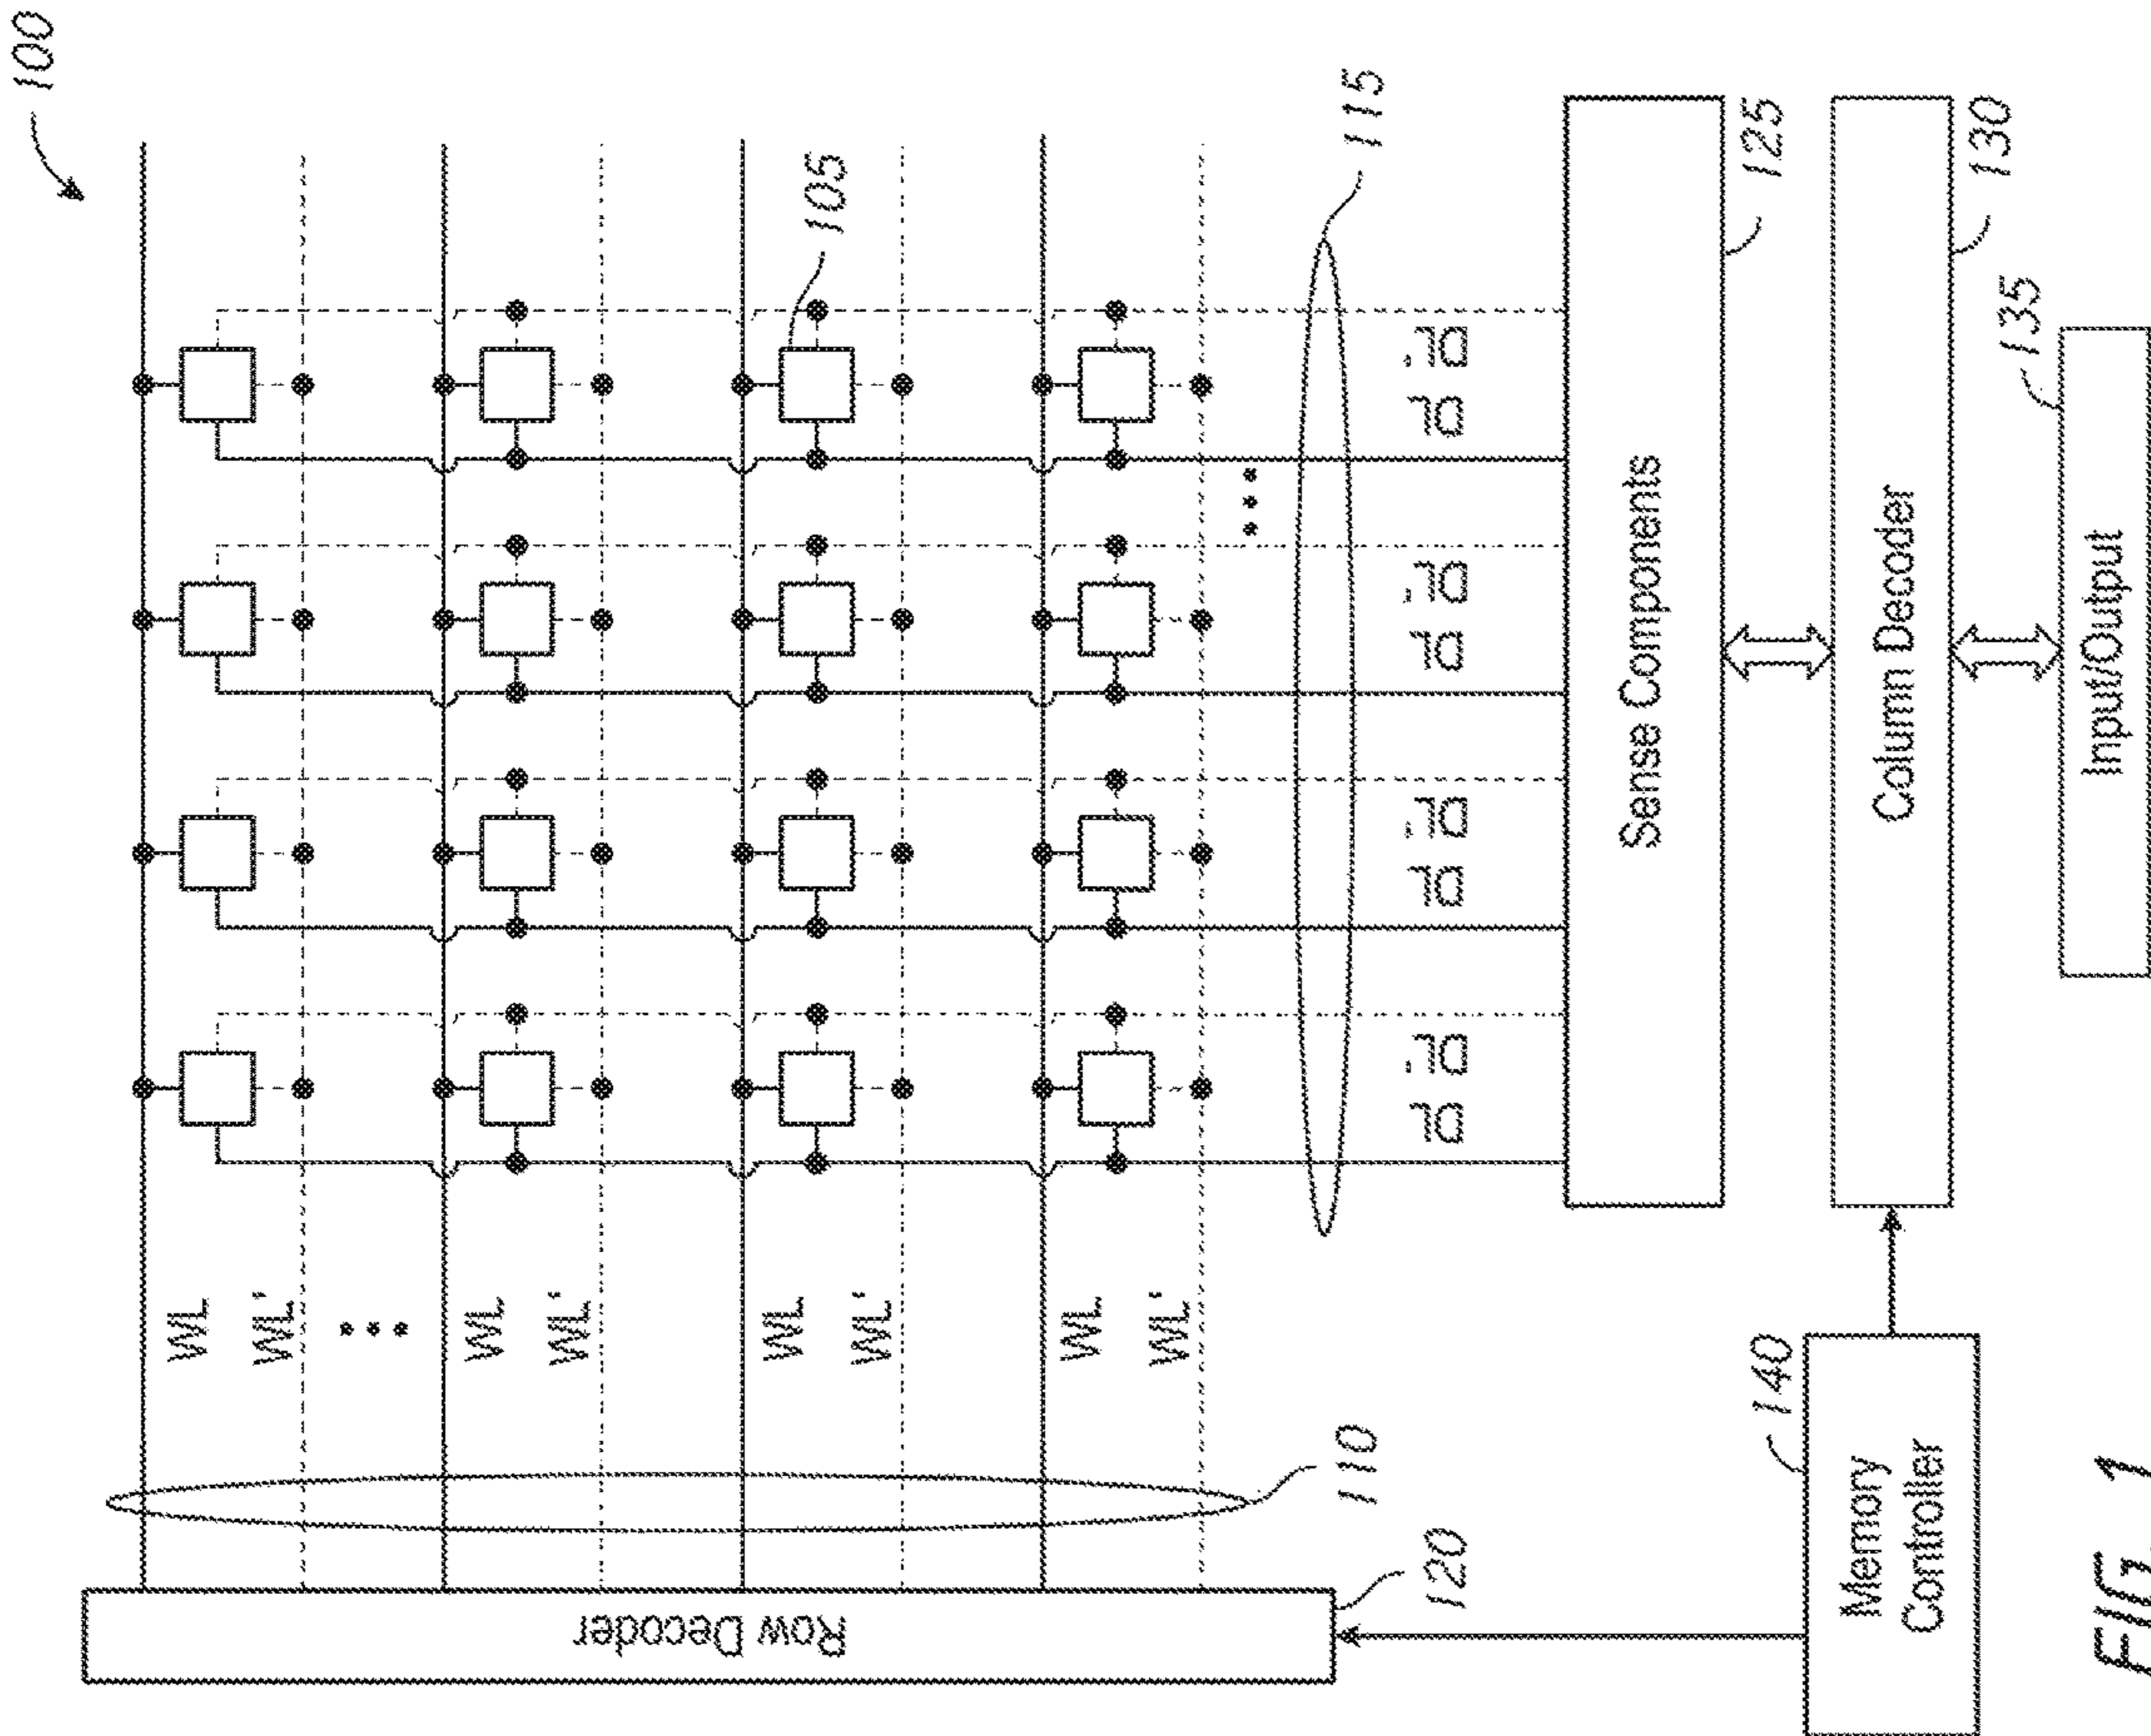 100
WL
WL'
WL
WL'
Row Decoder
WL
105
WL'
WL
WL'
110
115
120
DL DL' DL DL' DL DL' DL DL'
Sense Components
125
140
Column Decoder
Memory
Controller
130
135
Input/Output
FIG. 1